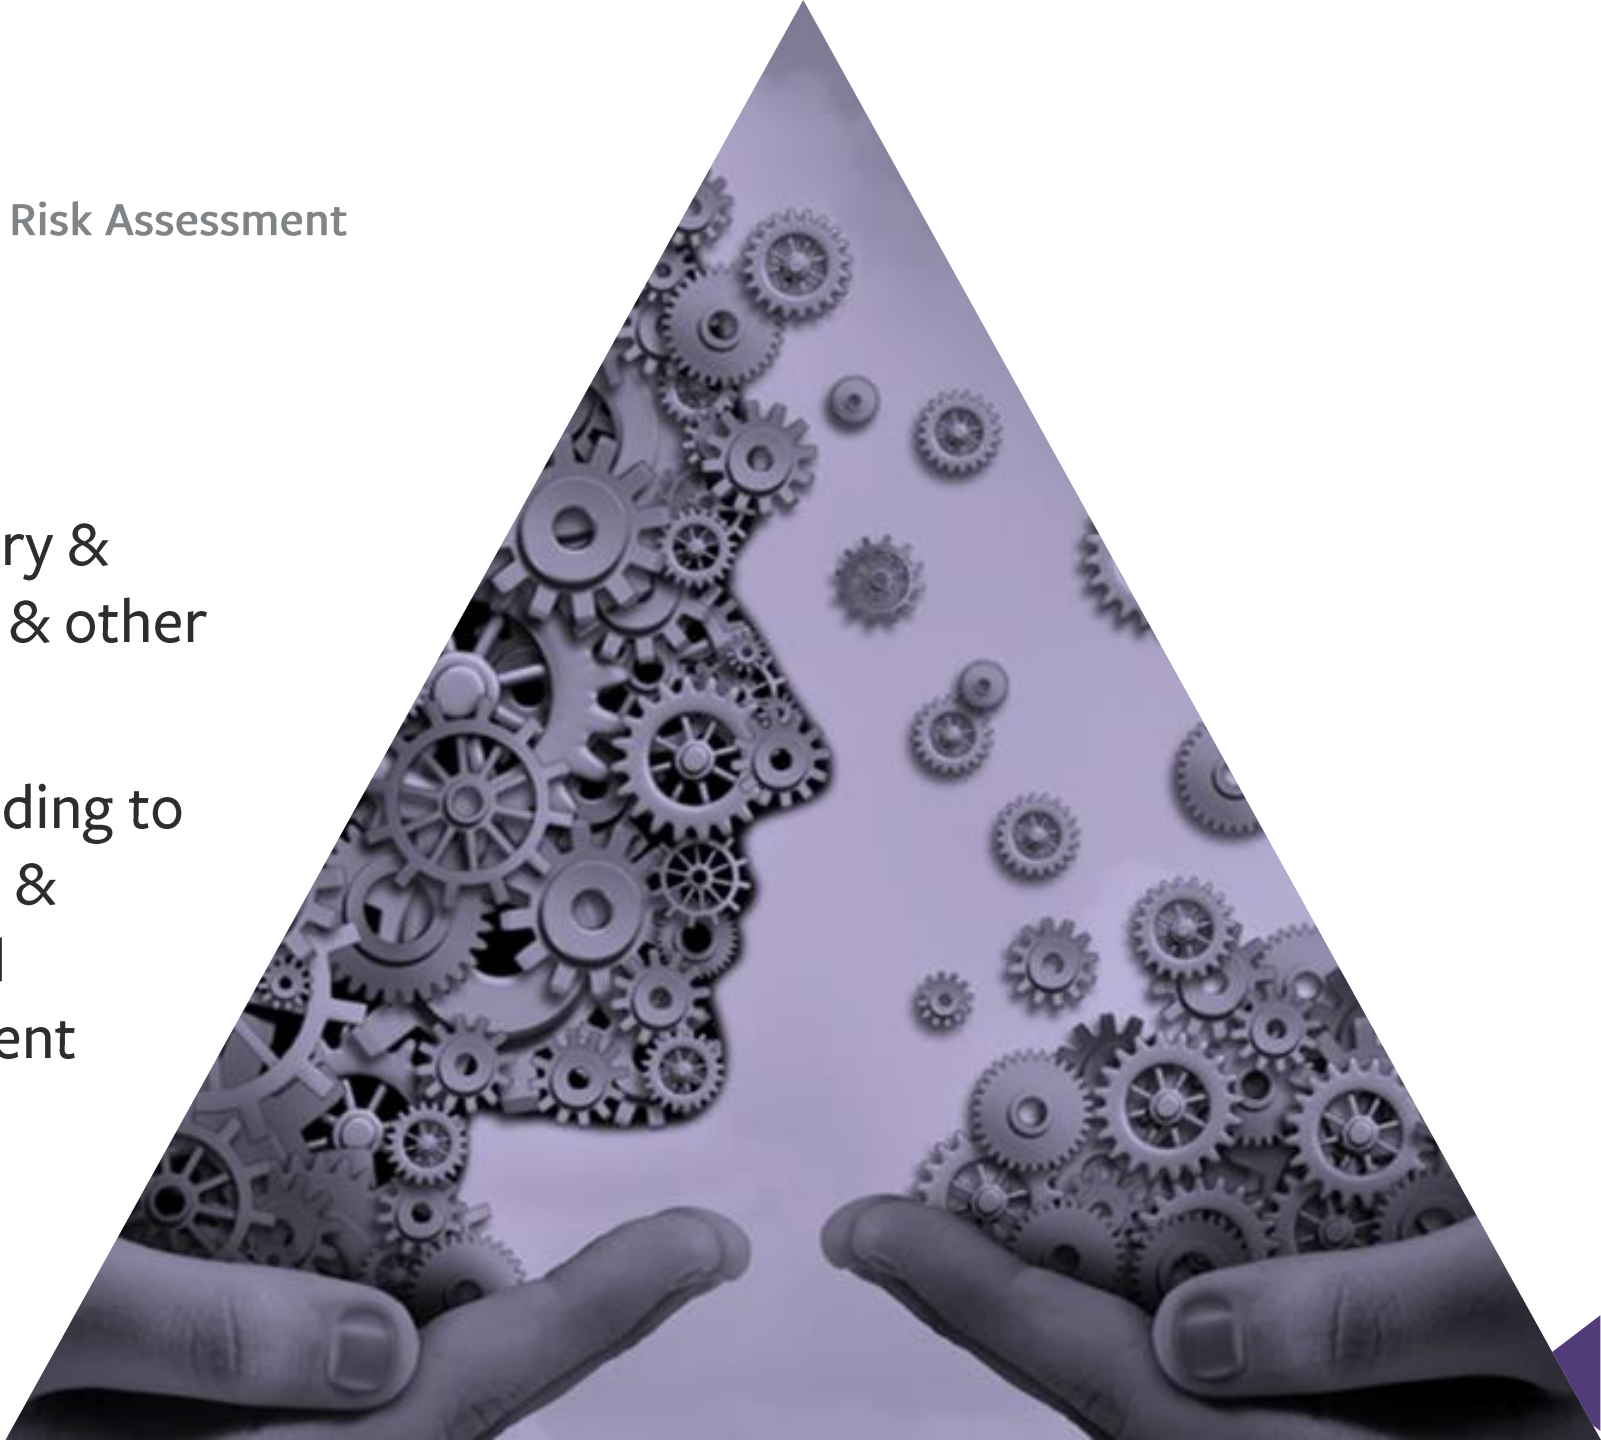 Risk Assessment
ry &
& other
ding to
&
ent